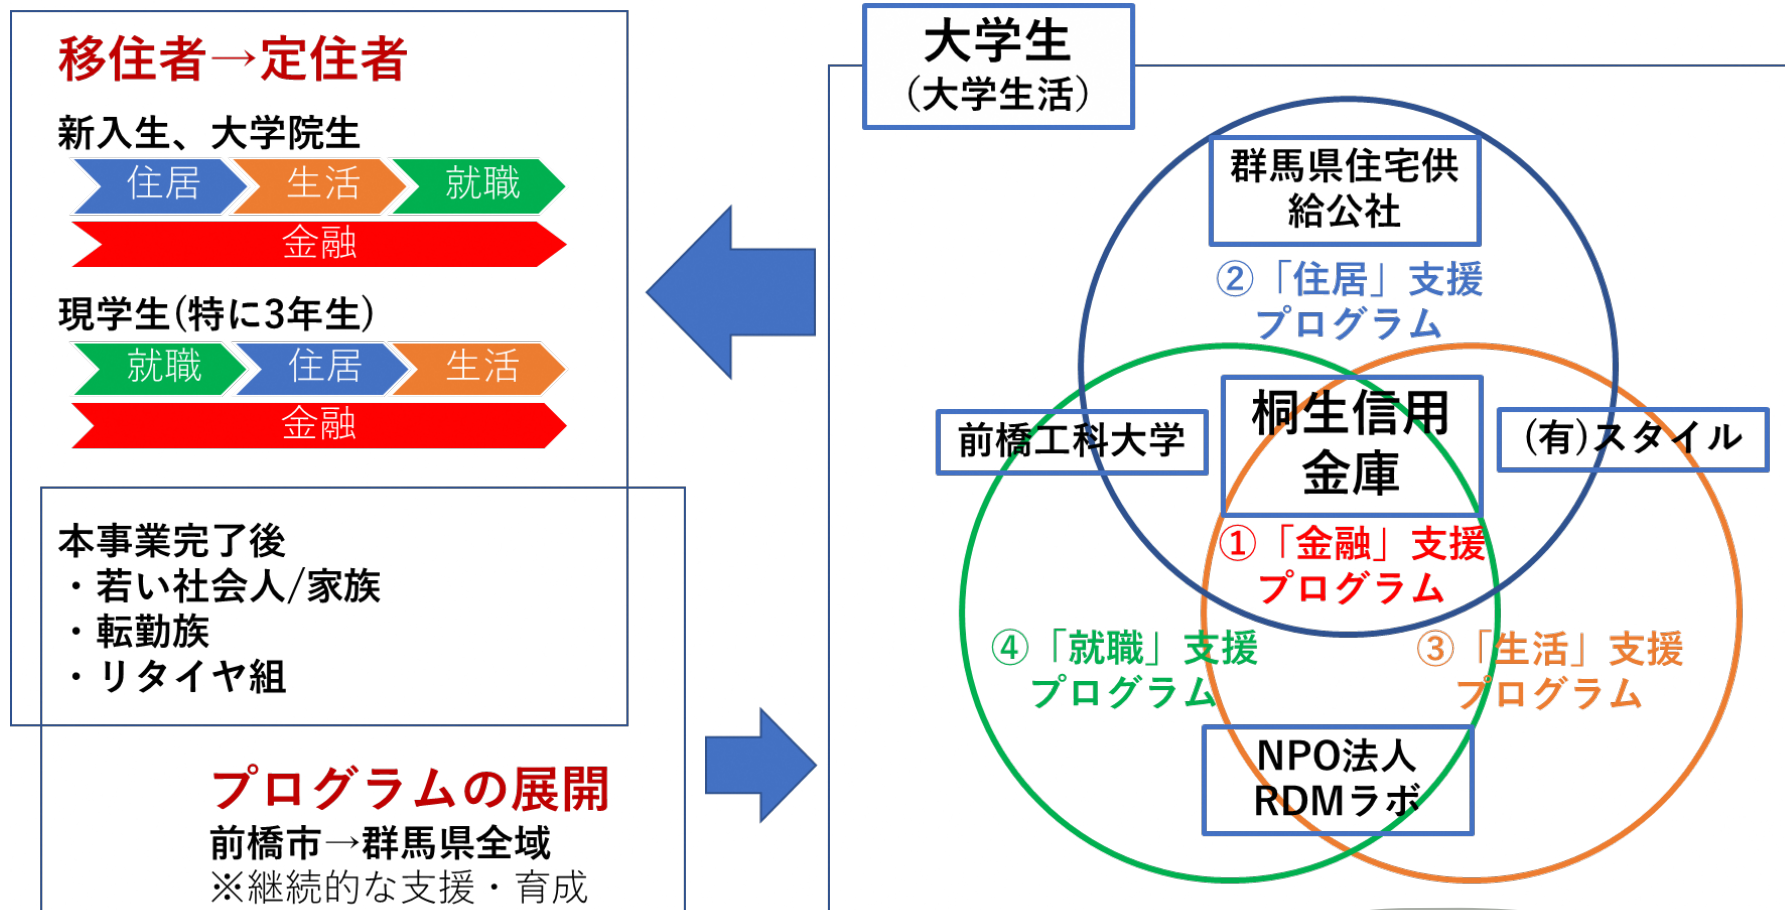 移住者→定住者
新入生、大学院生
住居
生活
就職
金融
現学生(特に3年生)
就職
住居
生活
金融
本事業完了後
・若い社会人/家族
・転勤族
・リタイヤ組
プログラムの展開
前橋市→群馬県全域
※継続的な支援・育成
大学生
(大学生活)
群馬県住宅供
給公社
②「住居」支援
プログラム
前橋工科大学
桐生信用
金庫
(有)スタイル
①「金融」支援
プログラム
④「就職」支援
プログラム
③「生活」支援
プログラム
NPO法人
RDMラボ